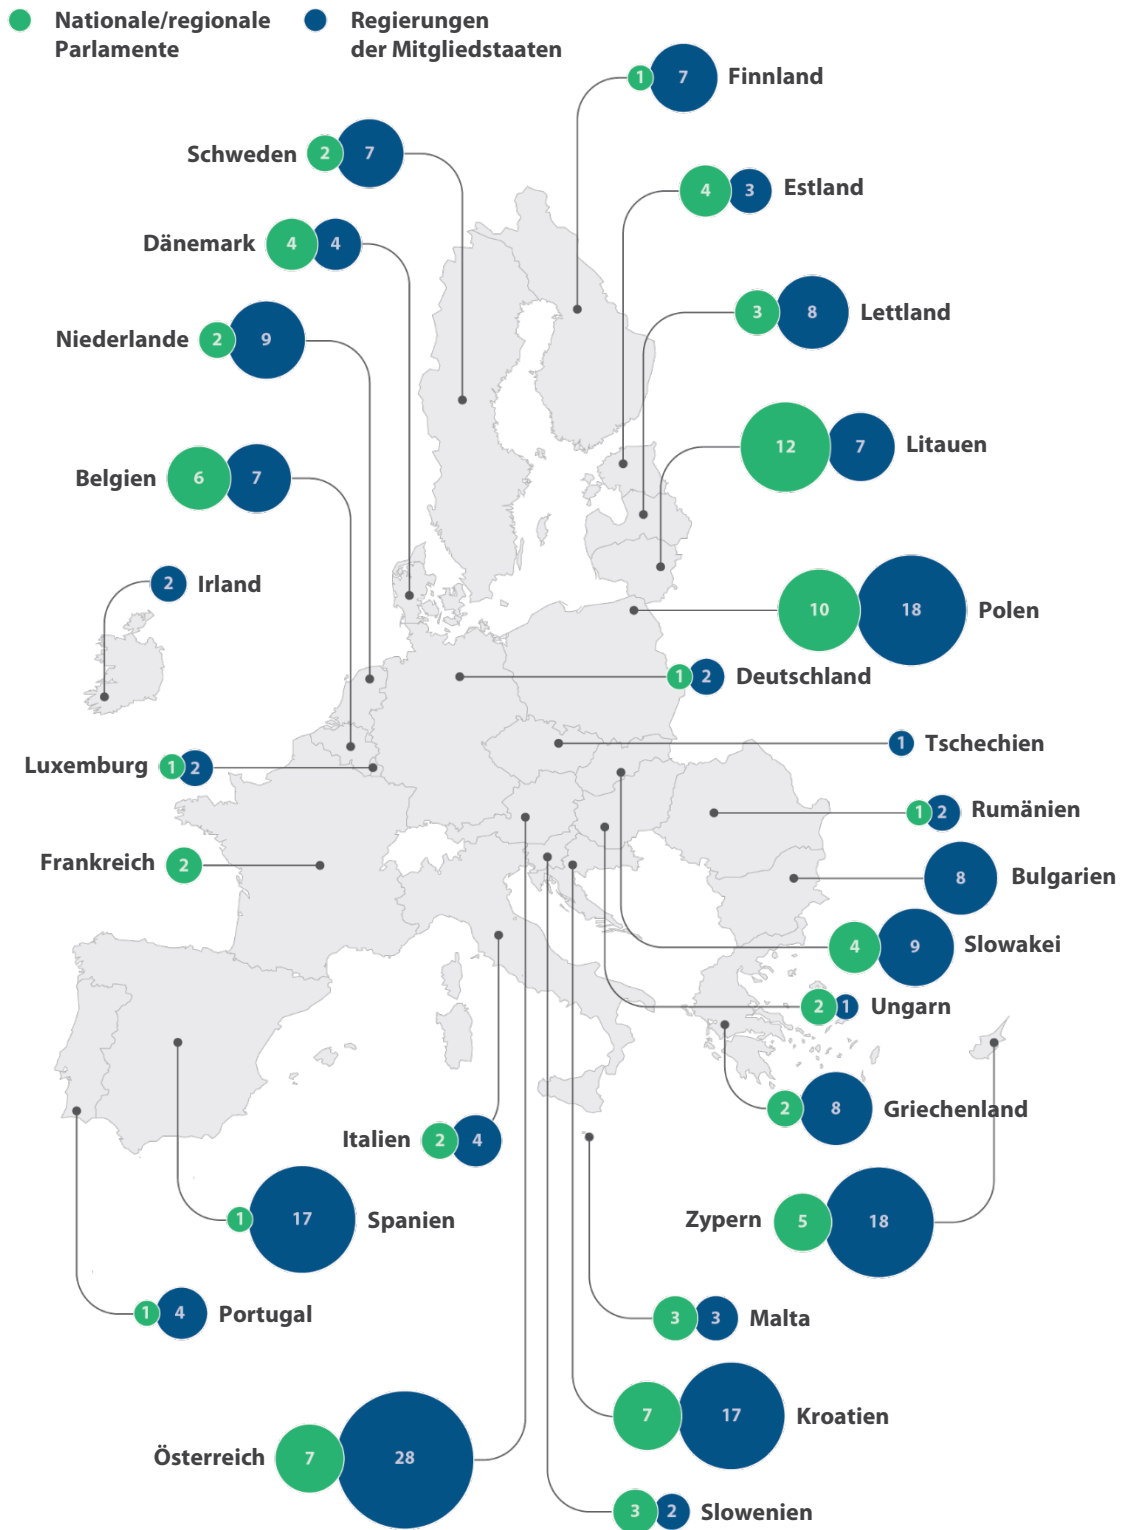 Nationale/regionale
Parlamente
Regierungen
der Mitgliedstaaten
1 7 Finnland
Schweden 2 7
4 3 Estland
Dänemark 4 4
3 8 Lettland
Niederlande 2 9
12 7 Litauen
Belgien 6 7
2 Irland
10 18 Polen
1 2 Deutschland
1 Tschechien
Luxemburg 1 2
1 2 Rumänien
Frankreich 2
8 Bulgarien
4 9 Slowakei
2 1 Ungarn
2 8 Griechenland
Italien 2 4
1 17 Spanien
Zypern 5 18
1 4 Portugal
3 3 Malta
7 17 Kroatien
Österreich 7 28
3 2 Slowenien